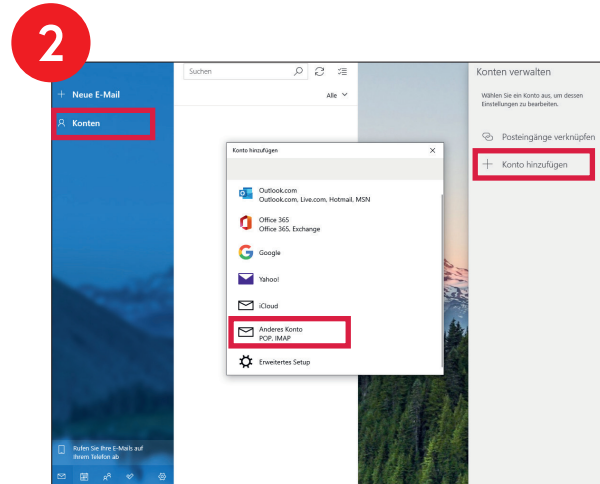 2
Neue E-Mail
Konten
Rufen Sie Ihre E-Mails auf
Ihrem Telefon ab
Suchen
Alle
Konto hinzufügen
Outlook.com
Outlook.com, Live.com, Hotmail, MSN
Office 365
Office 365, Exchange
Google
Yahoo!
iCloud
Anderes Konto
POP, IMAP
Erweitertes Setup
Konten verwalten
Wählen Sie ein Konto aus, um dessen
Einstellungen zu bearbeiten.
Posteingänge verknüpfen
Konto hinzufügen